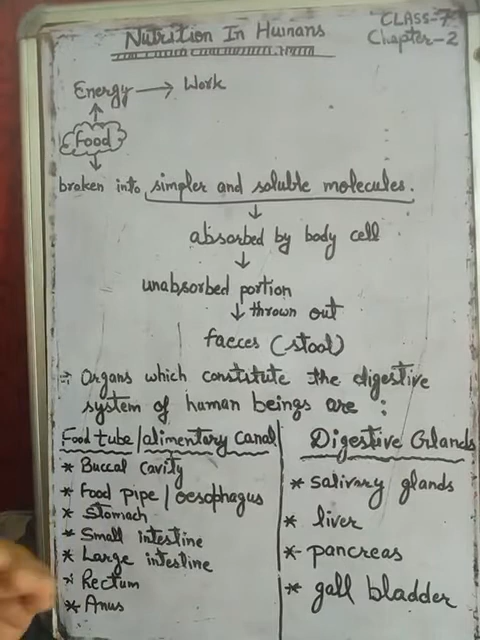 Nutrition In Humans
CLASS-7
Chapter-2
Energy → Work
↑
Food
↓
broken into simpler and soluble molecules.
↓
absorbed by body cell
↓
unabsorbed portion
↓ thrown out
faeces (stool)
Organs which constitute the digestive
system of human beings are :
Food tube/alimentary canal
* Buccal cavity
* Food pipe/oesophagus
* Stomach
* Small intestine
* Large intestine
* Rectum
* Anus
Digestive Glands
* salivary glands
* liver
* pancreas
* gall bladder